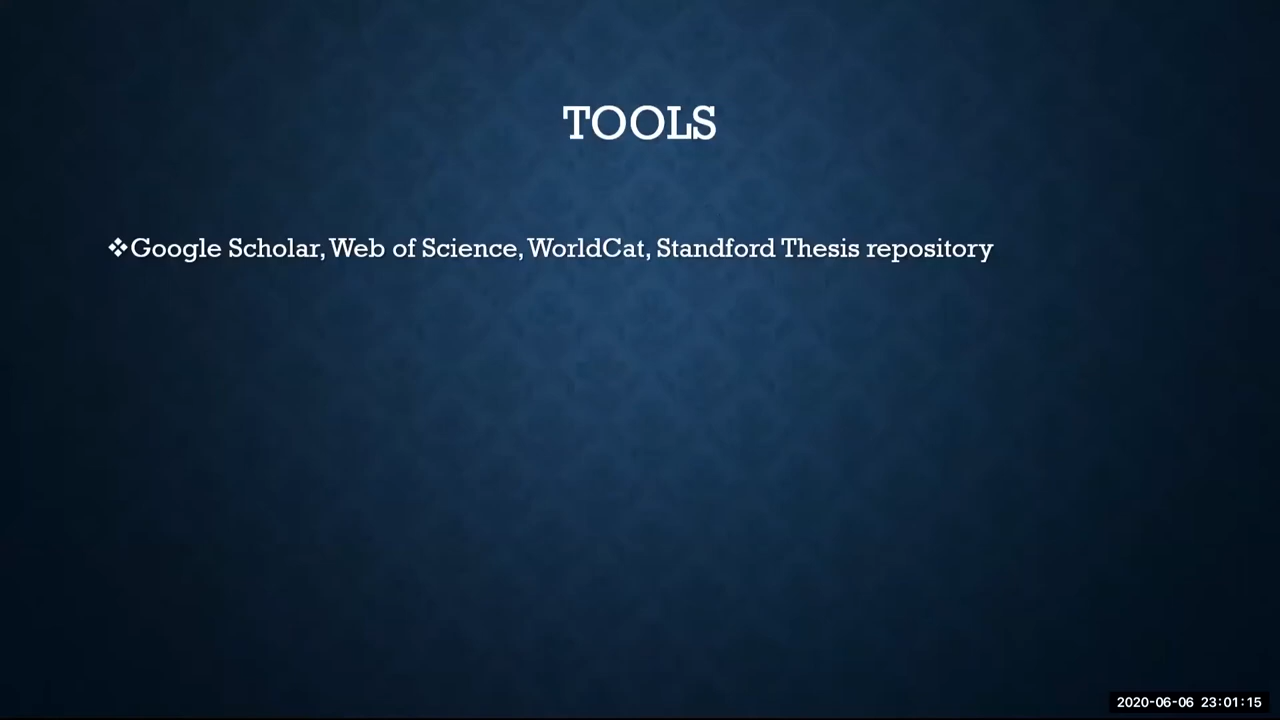 TOOLS
❖Google Scholar, Web of Science, WorldCat, Standford Thesis repository
2020-06-06 23:01:15